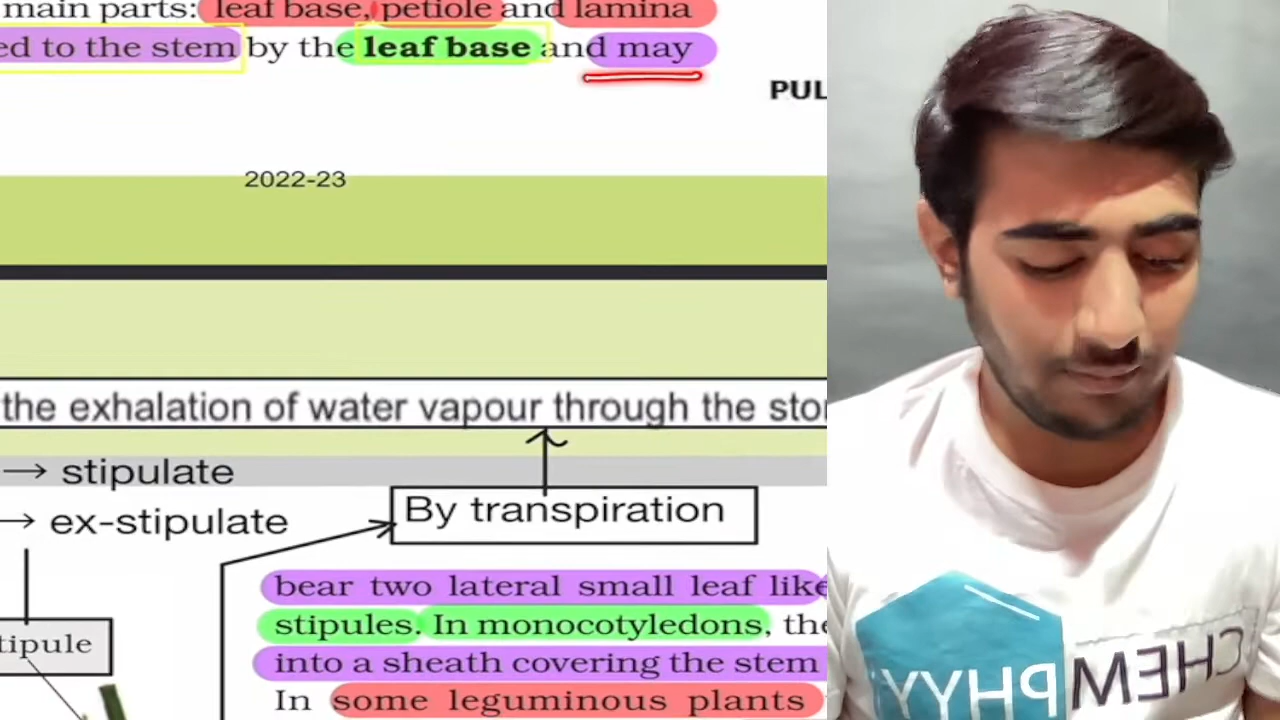 main parts: leaf base, petiole and lamina
ed to the stem by the leaf base and may
PUL
2022-23
the exhalation of water vapour through the sto
→ stipulate
→ ex-stipulate
By transpiration
bear two lateral small leaf like
stipules. In monocotyledons, the
tipule
into a sheath covering the stem
In some leguminous plants
CHEMPHYY